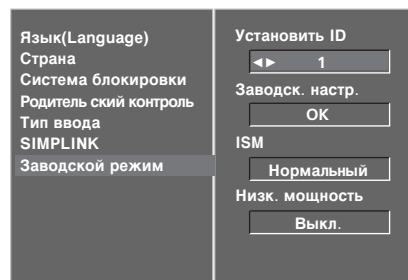 Язык(Language)
Страна
Система блокировки
Родитель ский контроль
Тип ввода
SIMPLINK
Заводской режим
Установить ID
◄► 1
Заводск. настр.
ОК
ISM
Нормальный
Низк. мощность
Выкл.